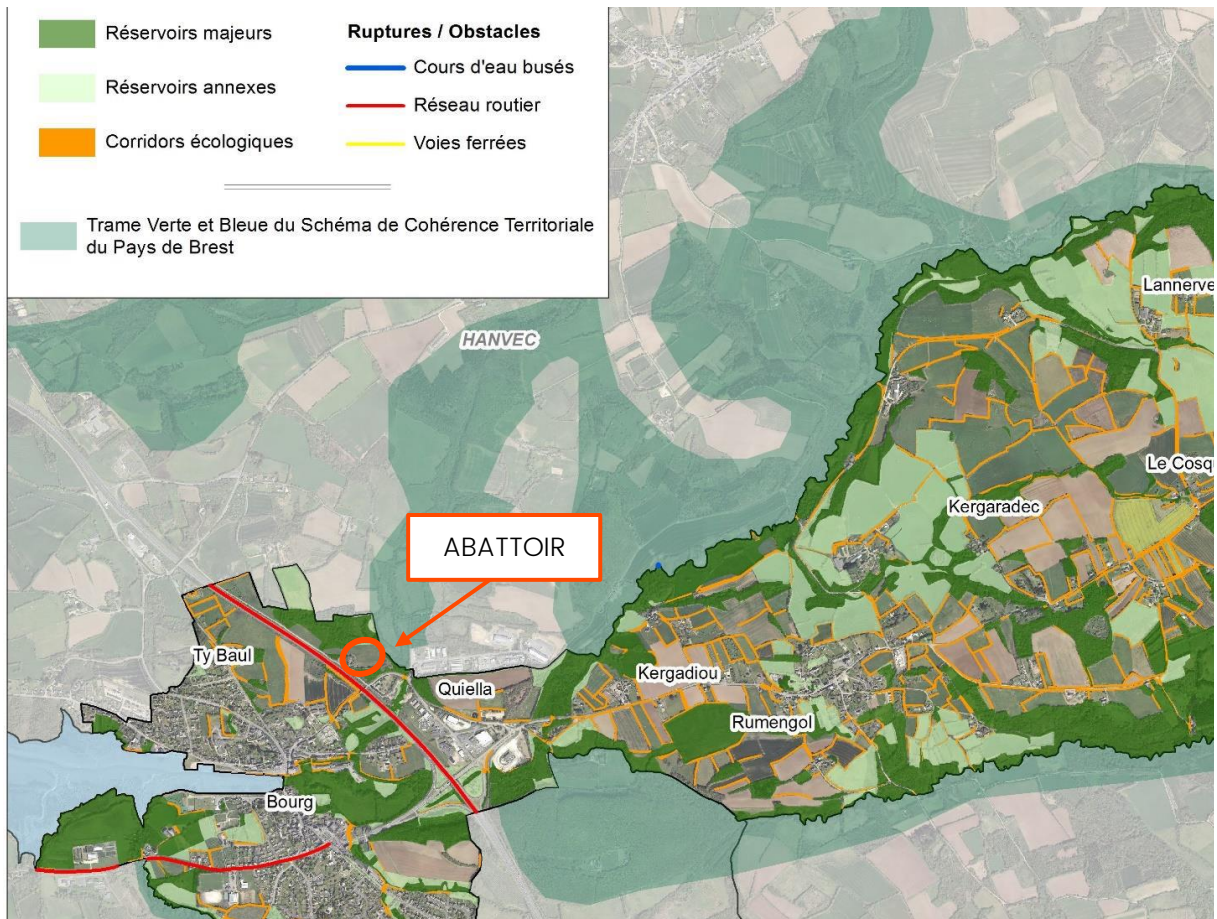 Réservoirs majeurs
Réservoirs annexes
Corridors écologiques
Ruptures / Obstacles
Cours d'eau busés
Réseau routier
Voies ferrées
Trame Verte et Bleue du Schéma de Cohérence Territoriale
du Pays de Brest
Lannerve
HANVEC
Le Cosqu
Kergaradec
ABATTOIR
Ty Baul
Quiella
Kergadiou
Rumengol
Bourg